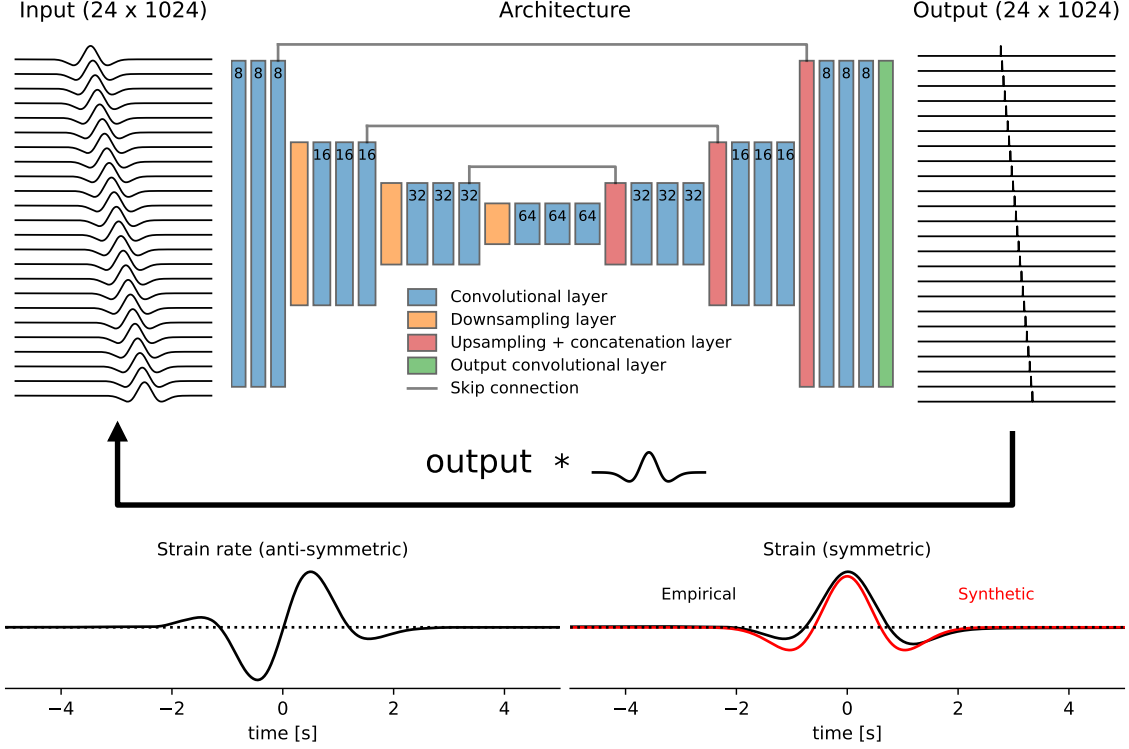 Input (24 x 1024)
Architecture
Output (24 x 1024)
8 8 8
8 8 8
16 16 16
16 16 16
32 32 32
32 32 32
64 64 64
Convolutional layer
Downsampling layer
Upsampling + concatenation layer
Output convolutional layer
Skip connection
output *
Strain rate (anti-symmetric)
−4 −2 0 2 4
time [s]
Strain (symmetric)
Empirical
Synthetic
−4 −2 0 2 4
time [s]